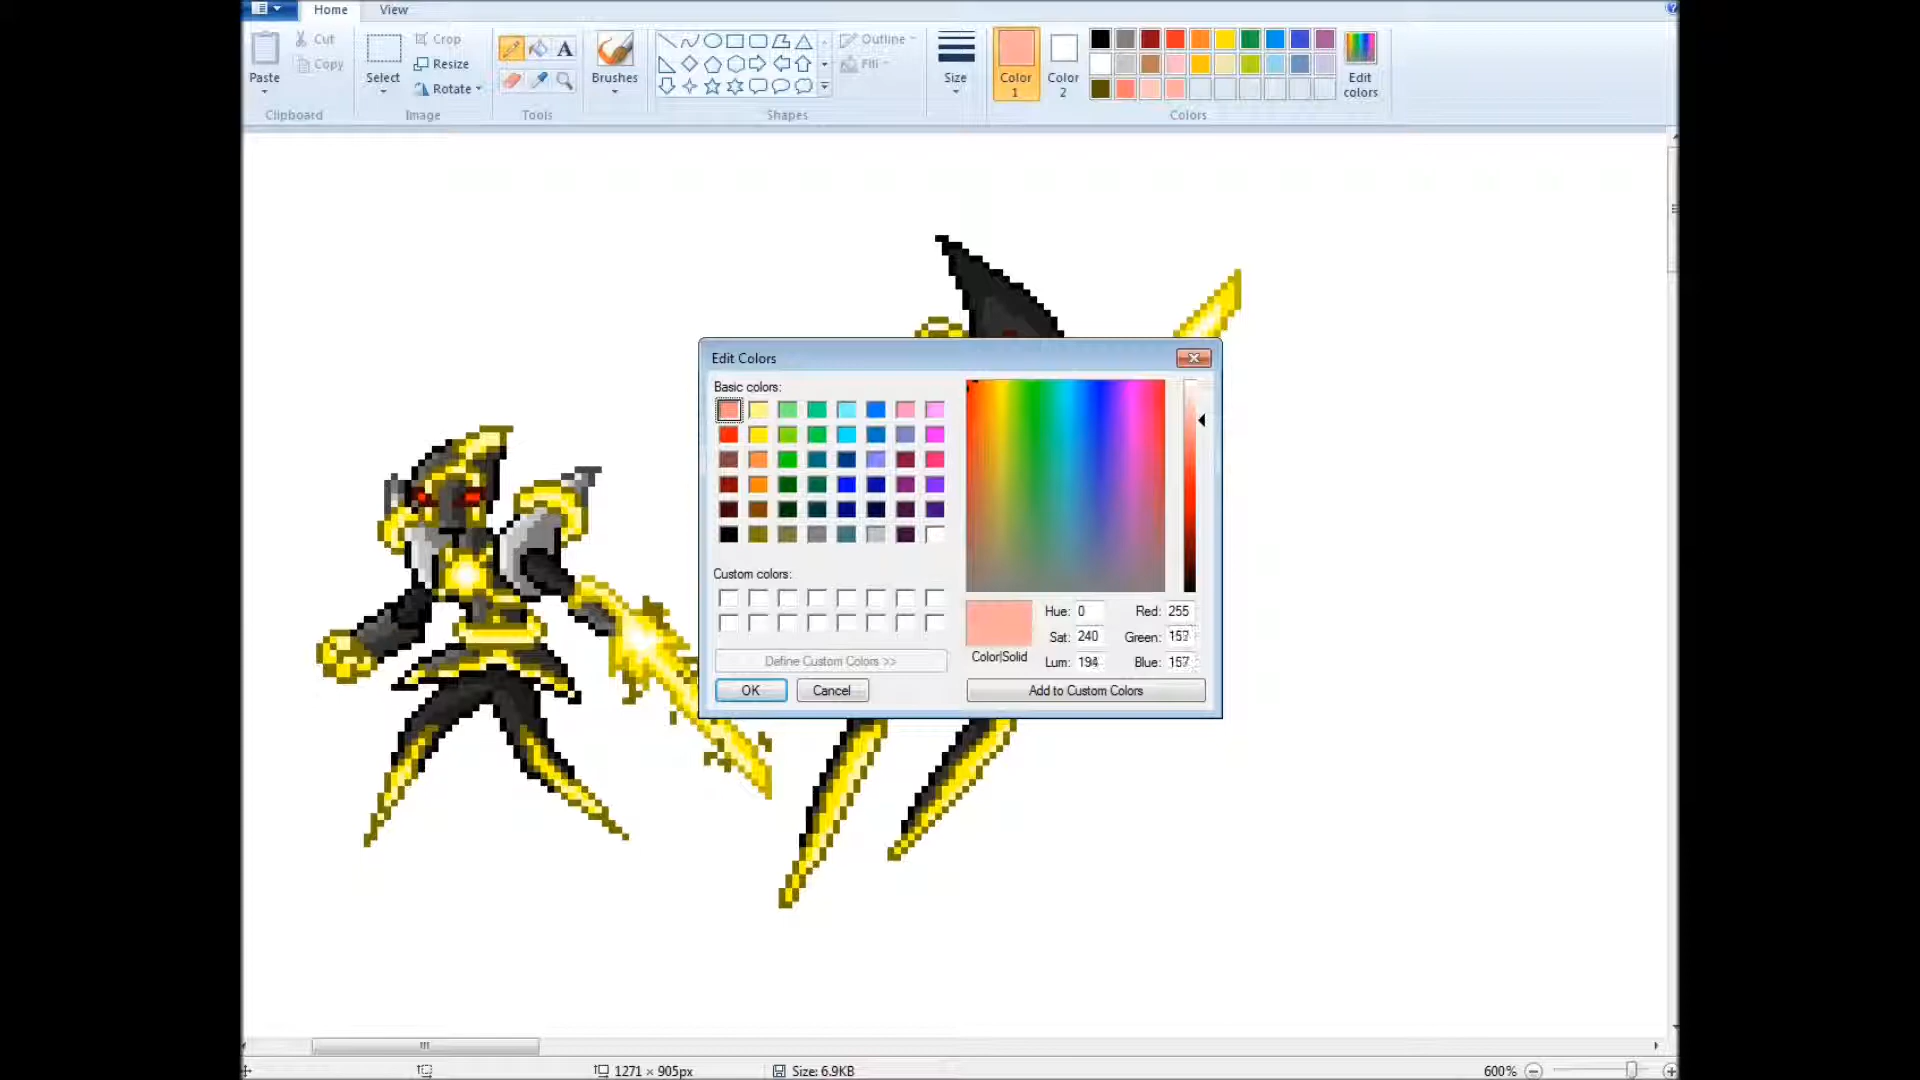 Home View
Paste
Cut
Copy
Clipboard
Select
Crop
Resize
Rotate
Image
A
Tools
Brushes
Shapes
Outline
Fill
Size
Color 1
Color 2
Colors
Edit colors
Edit Colors
Basic colors:
Custom colors:
Define Custom Colors >>
OK Cancel
Color|Solid
Hue: 0 Red: 255
Sat: 240 Green: 157
Lum: 194 Blue: 157
Add to Custom Colors
1271 × 905px Size: 6.9KB 600%